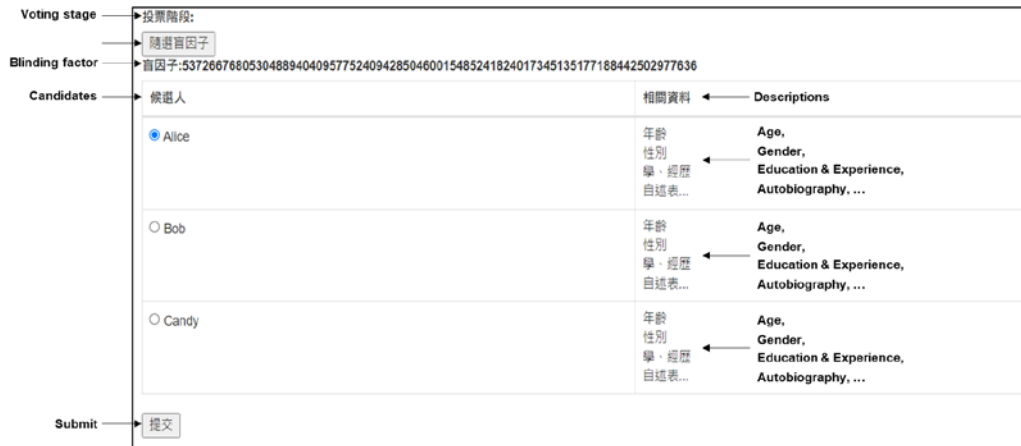 Voting stage 投票階段:
隨選盲因子
Blinding factor 盲因子:53726676805304889404095775240942850460015485241824017345135177188442502977636
Candidates 候選人 相關資料 Descriptions
Alice 年齡 Age,
性別 Gender,
學、經歷 Education & Experience,
自述表... Autobiography, ...
Bob 年齡 Age,
性別 Gender,
學、經歷 Education & Experience,
自述表... Autobiography, ...
Candy 年齡 Age,
性別 Gender,
學、經歷 Education & Experience,
自述表... Autobiography, ...
Submit 提交